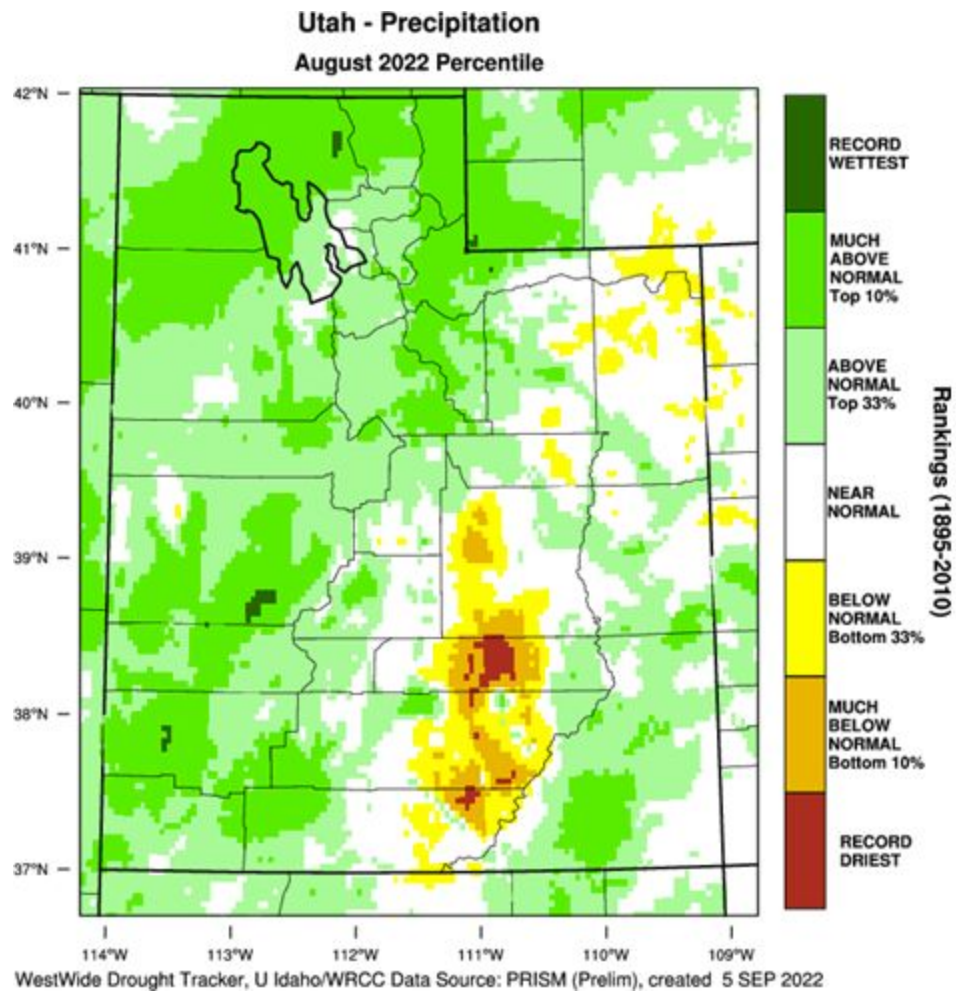 Utah - Precipitation
August 2022 Percentile
42°N
41°N
40°N
39°N
38°N
37°N
114°W
113°W
112°W
111°W
110°W
109°W
RECORD
WETTEST
MUCH
ABOVE
NORMAL
Top 10%
ABOVE
NORMAL
Top 33%
NEAR
NORMAL
BELOW
NORMAL
Bottom 33%
MUCH
BELOW
NORMAL
Bottom 10%
RECORD
DRIEST
Rankings (1895-2010)
WestWide Drought Tracker, U Idaho/WRCC Data Source: PRISM (Prelim), created 5 SEP 2022